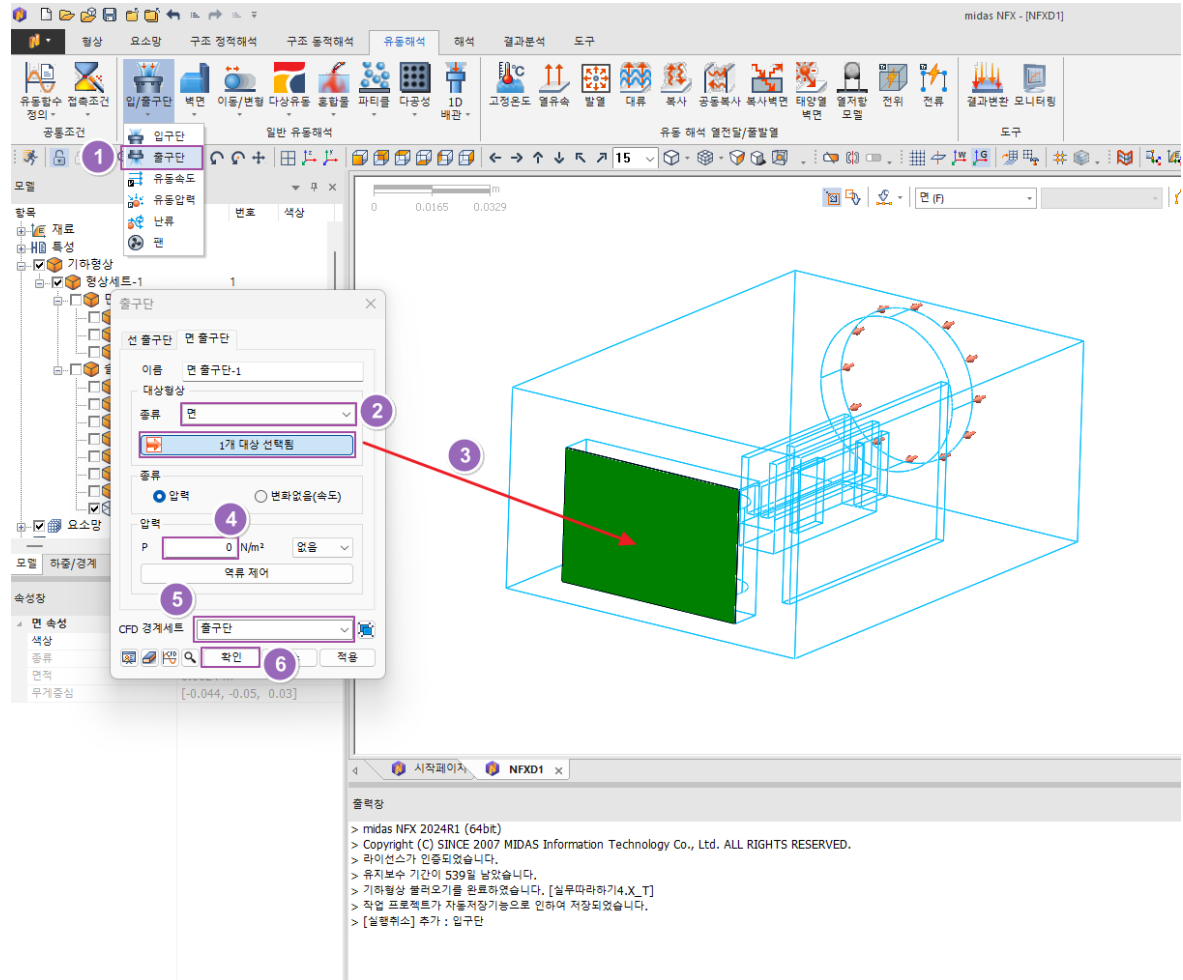 midas NFX - [NFXD1]
형상 요소망 구조 정적해석 구조 동적해석 유동해석 해석 결과분석 도구
유동함수 정의 접촉조건 입/출구단 벽면 이동/변형 다상유동 혼합물 파티클 다공성 1D 배관 고정온도 열유속 발열 대류 복사 공동복사 복사벽면 태양열 벽면 열저항 모델 전위 전류 결과변환 모니터링
공통조건 일반 유동해석 유동 해석 열전달/줄발열 도구
입구단
1 출구단
유동속도
유동압력
난류
팬
15
모델
항목 번호 색상
재료
특성
기하형상
형상세트-1 1
요소망
모델 하중/경계
m
0 0.0165 0.0329
면 (F)
출구단
선 출구단 면 출구단
이름 면 출구단-1
대상형상
종류 면 2
1개 대상 선택됨
3
종류
압력 변화없음(속도)
압력 4
P 0 N/m² 없음
역류 제어
5
CFD 경계세트 출구단
확인 6 적용
속성창
면 속성
색상
종류
면적
무게중심 [-0.044, -0.05, 0.03]
시작페이지 NFXD1
출력창
> midas NFX 2024R1 (64bit)
> Copyright (C) SINCE 2007 MIDAS Information Technology Co., Ltd. ALL RIGHTS RESERVED.
> 라이선스가 인증되었습니다.
> 유지보수 기간이 539일 남았습니다.
> 기하형상 불러오기를 완료하였습니다. [실무따라하기4.X_T]
> 작업 프로젝트가 자동저장기능으로 인하여 저장되었습니다.
> [실행취소] 추가 : 입구단